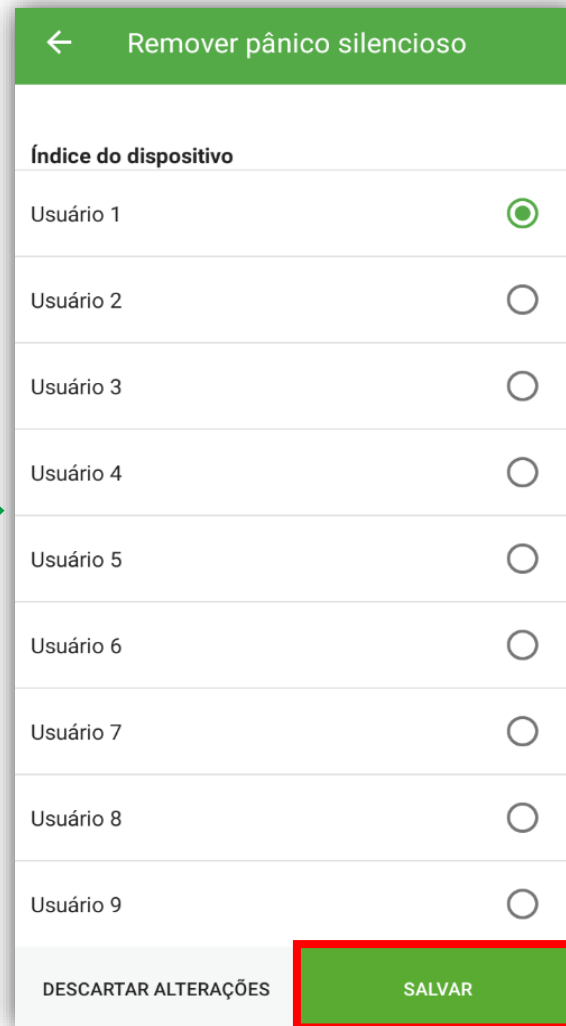 Remover pânico silencioso
Índice do dispositivo
Usuário 1
Usuário 2
Usuário 3
Usuário 4
Usuário 5
Usuário 6
Usuário 7
Usuário 8
Usuário 9
DESCARTAR ALTERAÇÕES
SALVAR